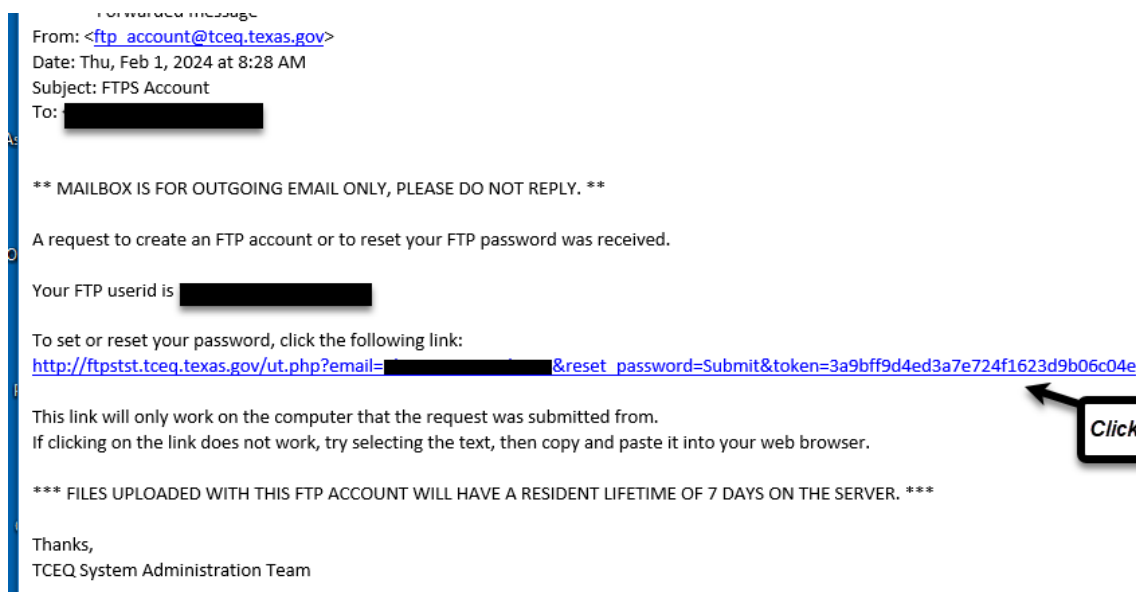 Forwarded message
From: <ftp_account@tceq.texas.gov>
Date: Thu, Feb 1, 2024 at 8:28 AM
Subject: FTPS Account
To:
** MAILBOX IS FOR OUTGOING EMAIL ONLY, PLEASE DO NOT REPLY. **
A request to create an FTP account or to reset your FTP password was received.
Your FTP userid is
To set or reset your password, click the following link:
http://ftpstst.tceq.texas.gov/ut.php?email= &reset_password=Submit&token=3a9bff9d4ed3a7e724f1623d9b06c04e
This link will only work on the computer that the request was submitted from.
Click
If clicking on the link does not work, try selecting the text, then copy and paste it into your web browser.
*** FILES UPLOADED WITH THIS FTP ACCOUNT WILL HAVE A RESIDENT LIFETIME OF 7 DAYS ON THE SERVER. ***
Thanks,
TCEQ System Administration Team